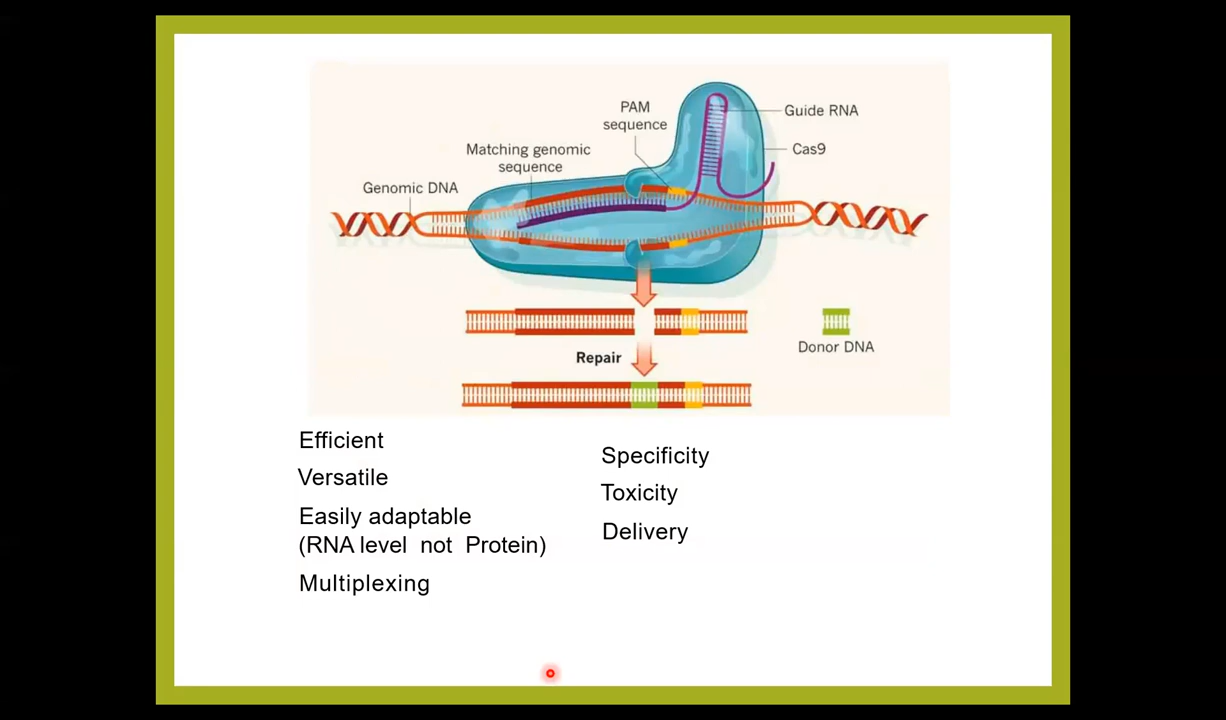 PAM
sequence
Guide RNA
Matching genomic
sequence
Cas9
Genomic DNA
Donor DNA
Repair
Efficient
Versatile
Easily adaptable
(RNA level not Protein)
Multiplexing
Specificity
Toxicity
Delivery